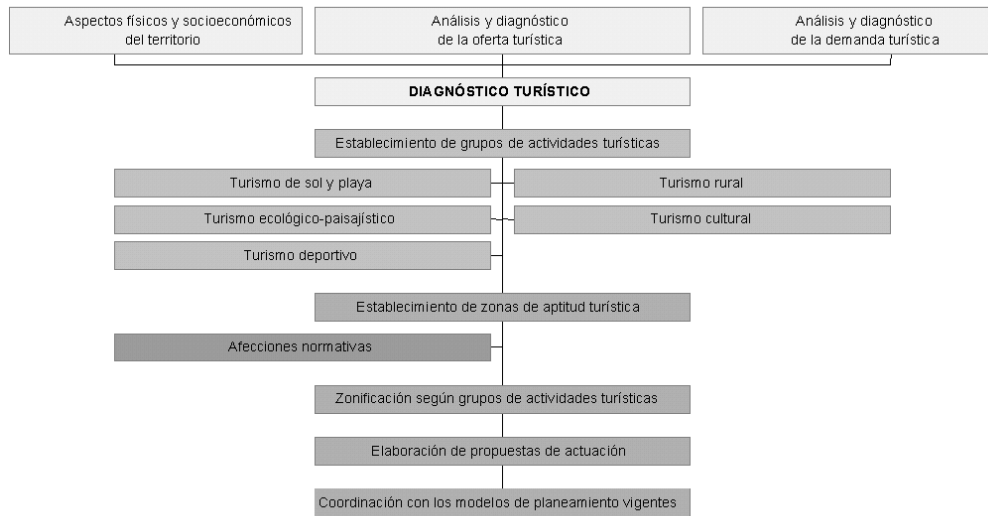 Aspectos físicos y socioeconómicos
del territorio
Análisis y diagnóstico
de la oferta turística
Análisis y diagnóstico
de la demanda turística
DIAGNÓSTICO TURÍSTICO
Establecimiento de grupos de actividades turísticas
Turismo de sol y playa
Turismo rural
Turismo ecológico-paisajístico
Turismo cultural
Turismo deportivo
Establecimiento de zonas de aptitud turística
Afecciones normativas
Zonificación según grupos de actividades turísticas
Elaboración de propuestas de actuación
Coordinación con los modelos de planeamiento vigentes